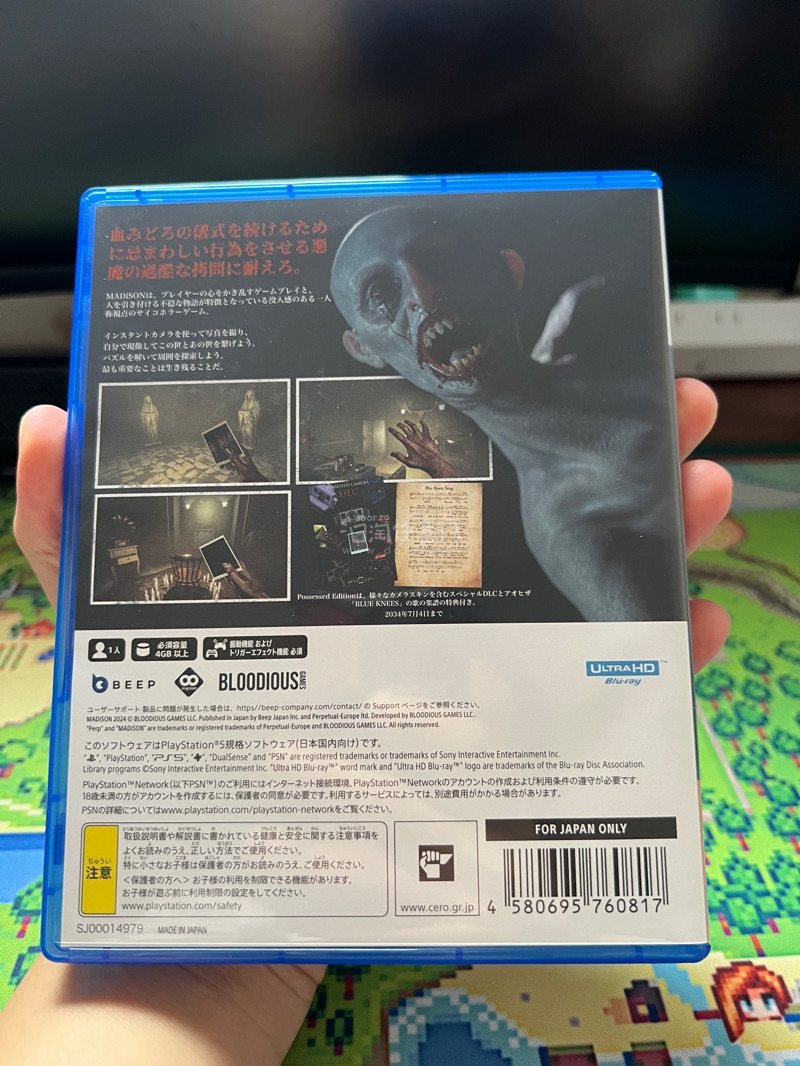 血みどろの儀式を続けるため
に忌まわしい行為をさせる悪
魔の過酷な拷問に耐えろ。
MADiSONは、プレイヤーの心をかき乱すゲームプレイと、
人を引き付ける不穏な物語が特徴となっている没入感のある一人
称視点のサイコホラーゲーム。
インスタントカメラを使って写真を撮り、
自分で現像してこの世とあの世を繋げよう。
パズルを解いて周囲を探索しよう。
最も重要なことは生き残ることだ。
CAMERA
DLC
Blue Knees Song
Possessed Editionは、様々なカメラスキンを含むスペシャルDLCとアオヒザ
「BLUE KNEES」の歌の楽譜の特典付き。
2034年7月4日まで
1人
必須容量
4GB 以上
振動機能 および
トリガーエフェクト機能 必須
BEEP
PERP
BLOODIOUS GAMES
ULTRA HD
Blu-ray™
ユーザーサポート 製品に問題が発生した場合は、https://beep-company.com/contact/ の Support ページをご参照ください。
MADISON 2024 © BLOODIOUS GAMES LLC. Published in Japan by Beep Japan Inc. and Perpetual-Europe ltd. Developed by BLOODIOUS GAMES LLC..
"Perp" and "MADISON" are trademarks or registered trademarks of Perpetual-Europe and BLOODIOUS GAMES LLC. All rights reserved.
このソフトウェアはPlayStation®5規格ソフトウェア(日本国内向け)です。
"PlayStation", "PS5", "DualSense" and "PSN" are registered trademarks or trademarks of Sony Interactive Entertainment Inc.
Library programs ©Sony Interactive Entertainment Inc. "Ultra HD Blu-ray™" word mark and "Ultra HD Blu-ray™" logo are trademarks of the Blu-ray Disc Association.
PlayStation™Network(以下PSN™)のご利用にはインターネット接続環境、PlayStation™Networkのアカウントの作成および利用条件の遵守が必要です。
18歳未満の方がアカウントを作成するには、保護者の同意が必要です。利用するサービスによっては、別途費用がかかる場合があります。
PSNの詳細についてはwww.playstation.com/playstation-networkをご覧ください。
ちゅうい
注意
取扱説明書や解説書に書かれている健康と安全に関する注意事項を
よくお読みのうえ、正しい方法でご使用ください。
特に小さなお子様は保護者の方がお読みのうえ、ご使用ください。
＜保護者の方へ＞ お子様の利用を制限できる機能があります。
お子様が遊ぶ前に利用制限の設定をしてください。
www.playstation.com/safety
www.cero.gr.jp
FOR JAPAN ONLY
4 580695 760817
SJ00014979 MADE IN JAPAN